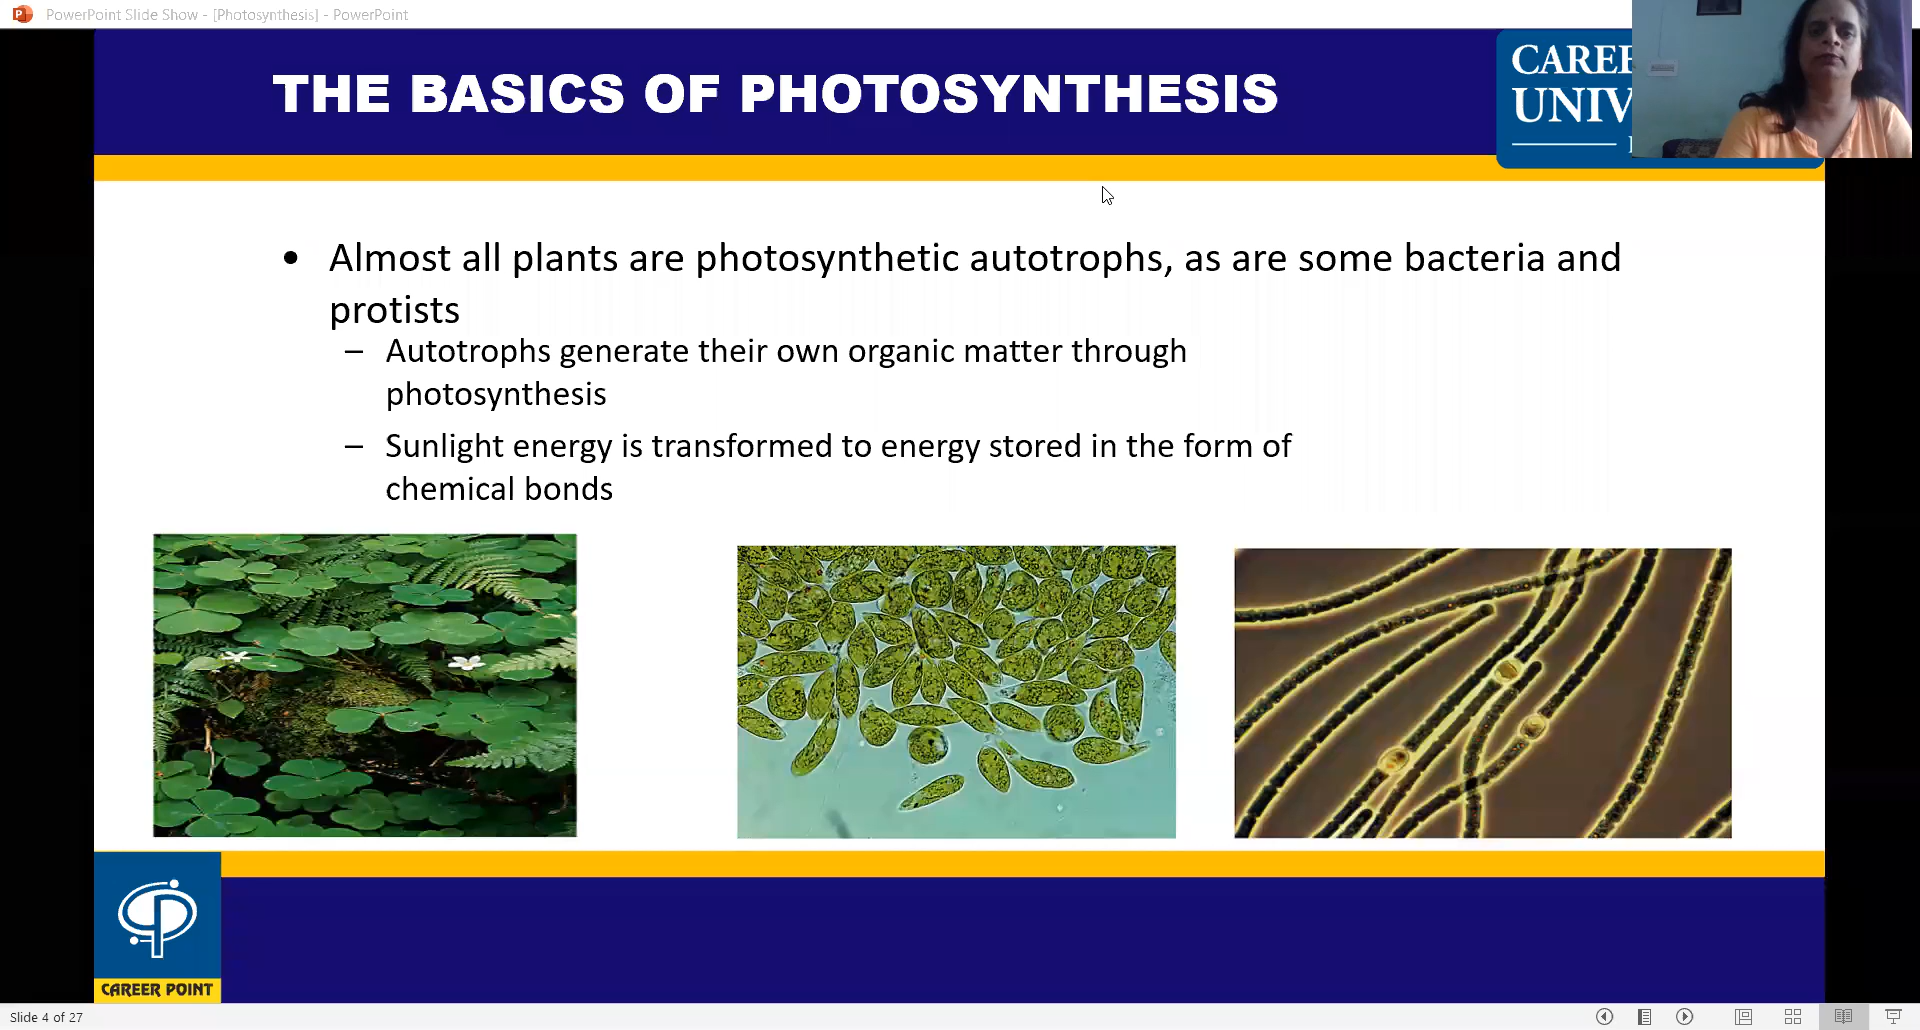 PowerPoint Slide Show - [Photosynthesis] - PowerPoint
THE BASICS OF PHOTOSYNTHESIS
• Almost all plants are photosynthetic autotrophs, as are some bacteria and
protists
– Autotrophs generate their own organic matter through
photosynthesis
– Sunlight energy is transformed to energy stored in the form of
chemical bonds
CAREER POINT
Slide 4 of 27